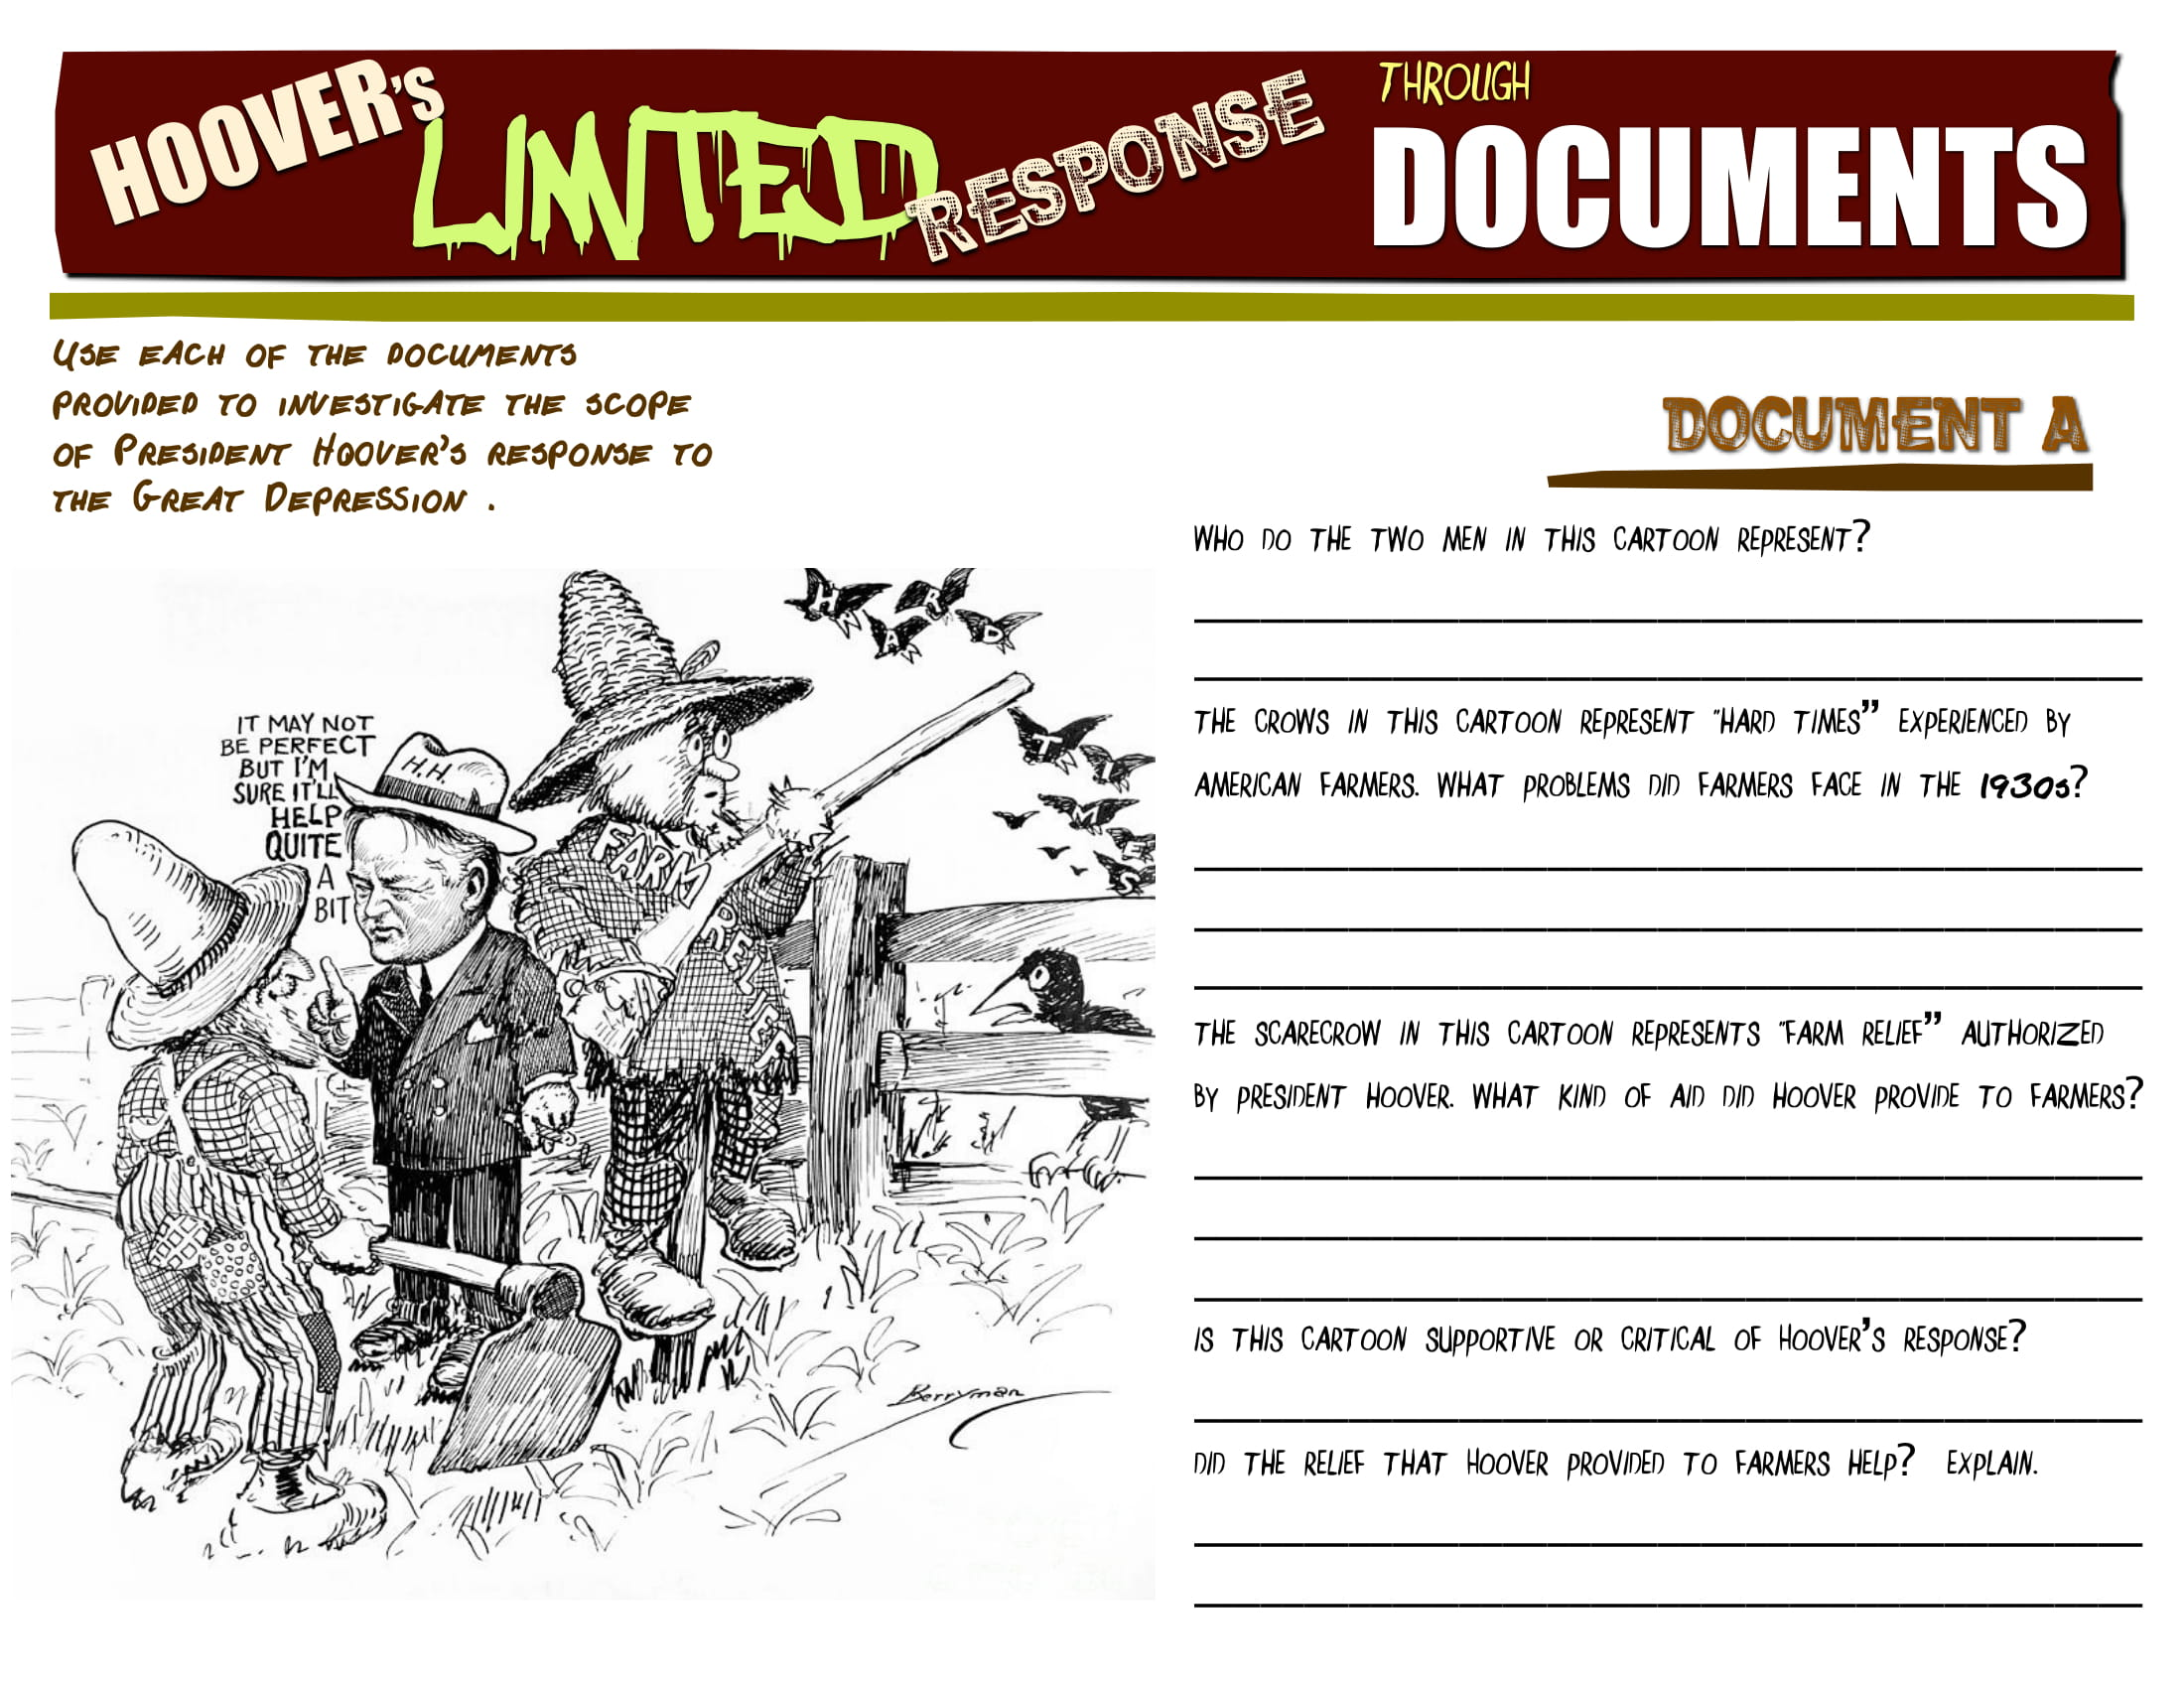 HOOVER's LIMITED RESPONSE THROUGH DOCUMENTS
USE EACH OF THE DOCUMENTS
PROVIDED TO INVESTIGATE THE SCOPE
OF PRESIDENT HOOVER'S RESPONSE TO
THE GREAT DEPRESSION .
DOCUMENT A
IT MAY NOT
BE PERFECT
BUT I'M
SURE IT'LL
HELP
QUITE
A
BIT
H.H.
FARM
RELIEF
HARD
TIMES
Berryman
WHO DO THE TWO MEN IN THIS CARTOON REPRESENT?
THE CROWS IN THIS CARTOON REPRESENT "HARD TIMES” EXPERIENCED BY
AMERICAN FARMERS. WHAT PROBLEMS DID FARMERS FACE IN THE 1930s?
THE SCARECROW IN THIS CARTOON REPRESENTS "FARM RELIEF” AUTHORIZED
BY PRESIDENT HOOVER. WHAT KIND OF AID DID HOOVER PROVIDE TO FARMERS?
IS THIS CARTOON SUPPORTIVE OR CRITICAL OF HOOVER’S RESPONSE?
DID THE RELIEF THAT HOOVER PROVIDED TO FARMERS HELP? EXPLAIN.